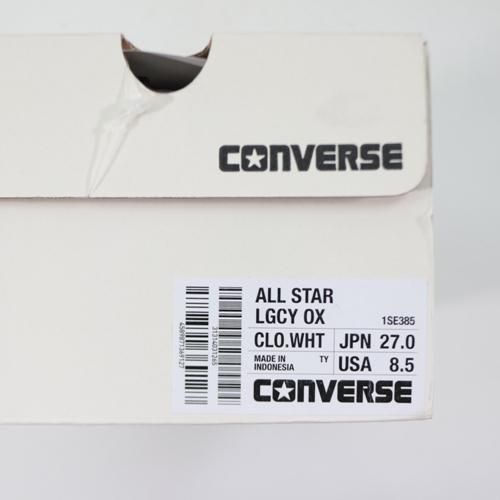 CONVERSE
ALL STAR
LGCY OX 1SE385
CLO.WHT JPN 27.0
MADE IN INDONESIA TY USA 8.5
CONVERSE
31314031265